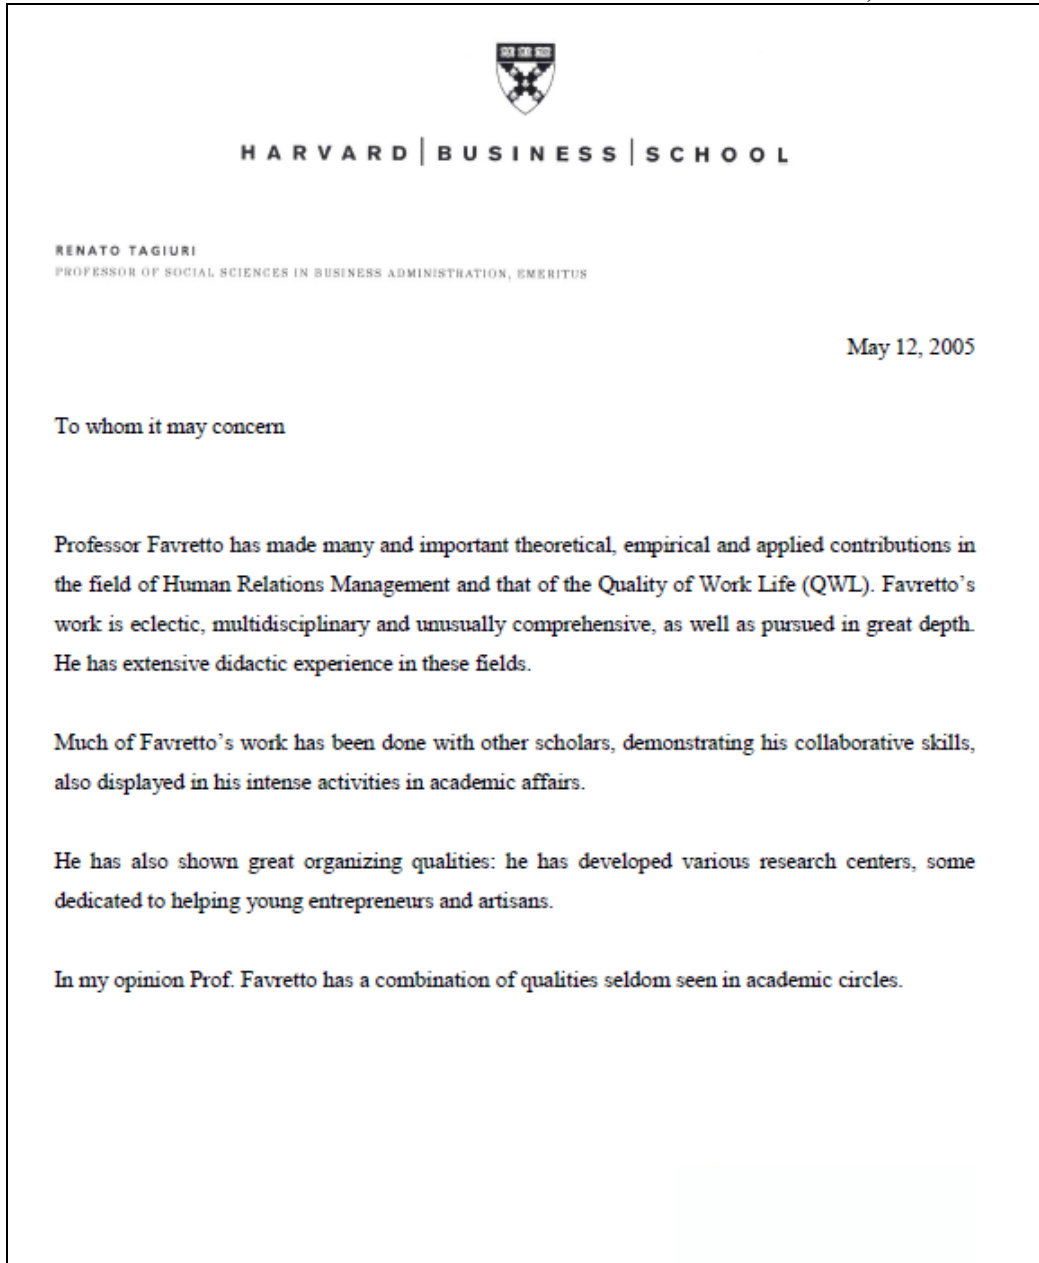 HARVARD|BUSINESS|SCHOOL
RENATO TAGIURI
PROFESSOR OF SOCIAL SCIENCES IN BUSINESS ADMINISTRATION, EMERITUS
May 12, 2005
To whom it may concern
Professor Favretto has made many and important theoretical, empirical and applied contributions in
the field of Human Relations Management and that of the Quality of Work Life (QWL). Favretto’s
work is eclectic, multidisciplinary and unusually comprehensive, as well as pursued in great depth.
He has extensive didactic experience in these fields.
Much of Favretto’s work has been done with other scholars, demonstrating his collaborative skills,
also displayed in his intense activities in academic affairs.
He has also shown great organizing qualities: he has developed various research centers, some
dedicated to helping young entrepreneurs and artisans.
In my opinion Prof. Favretto has a combination of qualities seldom seen in academic circles.